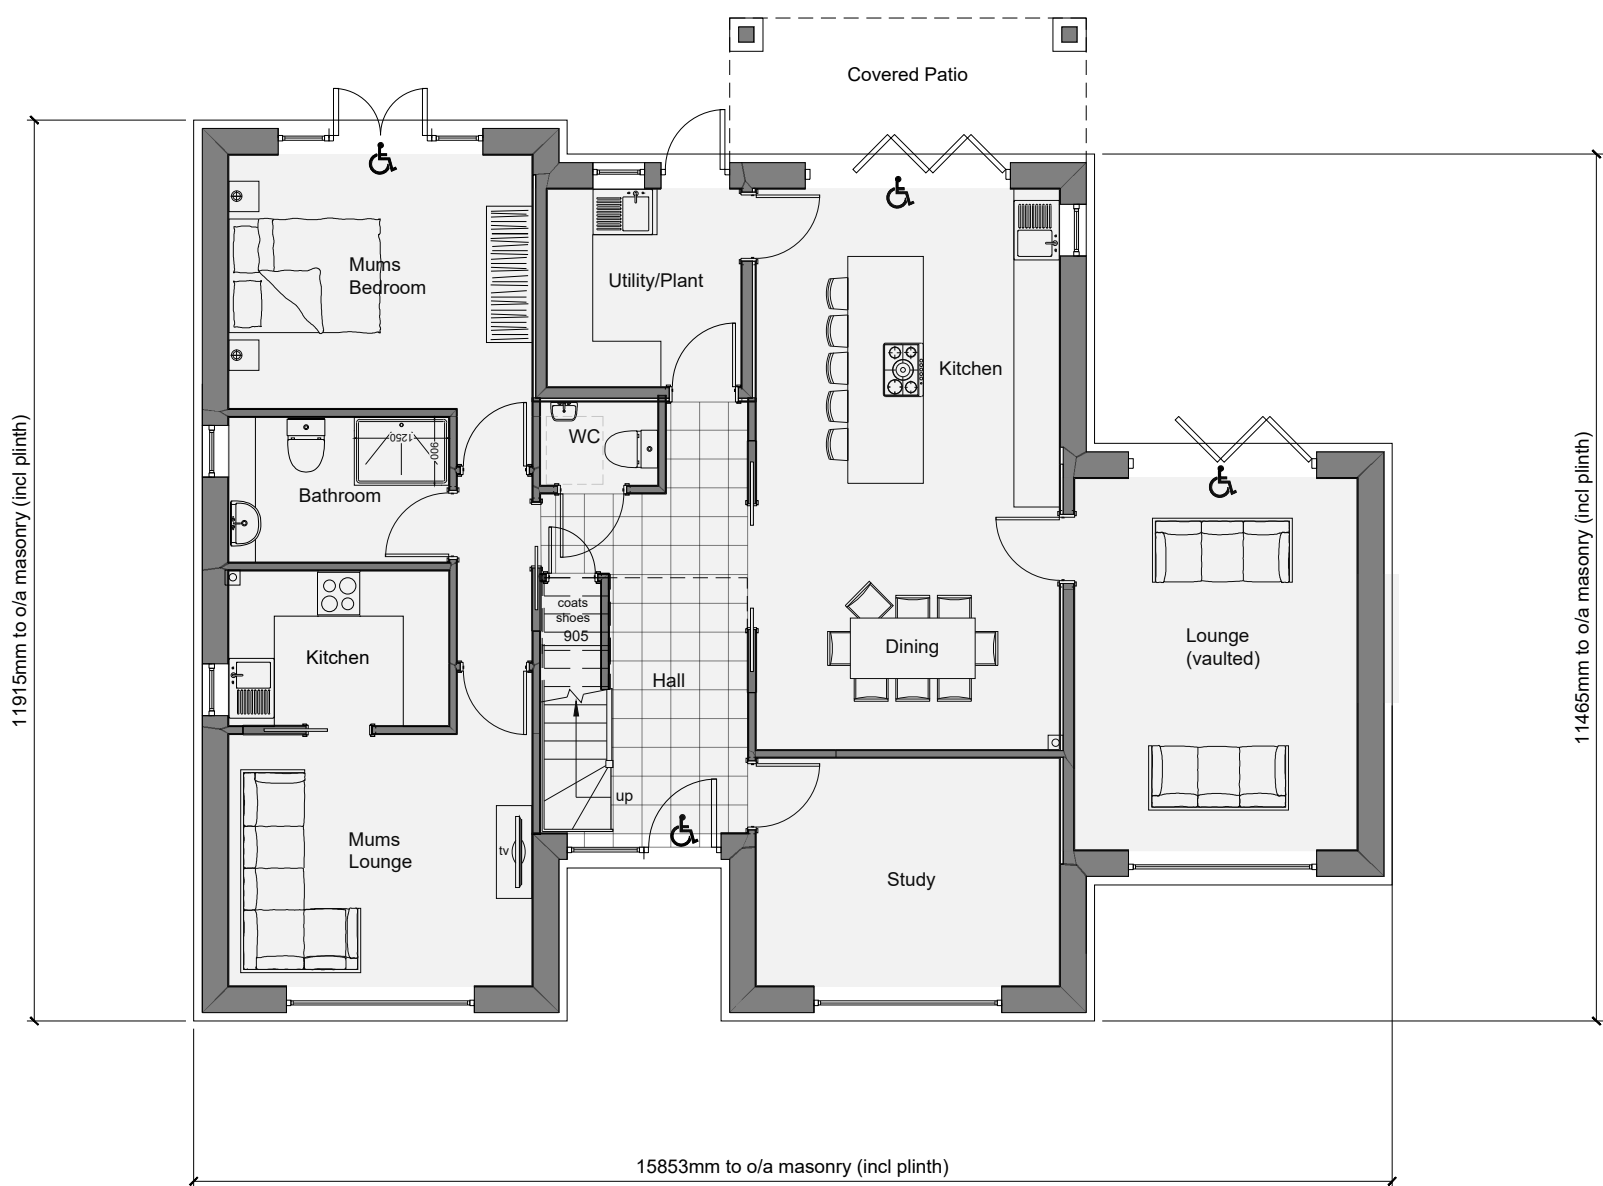 Covered Patio
Mums
Bedroom
Utility/Plant
Kitchen
WC
1250
900
Bathroom
coats
shoes
905
Kitchen
Dining
Lounge
(vaulted)
Hall
up
Mums
Lounge
tv
Study
11915mm to o/a masonry (incl plinth)
11465mm to o/a masonry (incl plinth)
15853mm to o/a masonry (incl plinth)